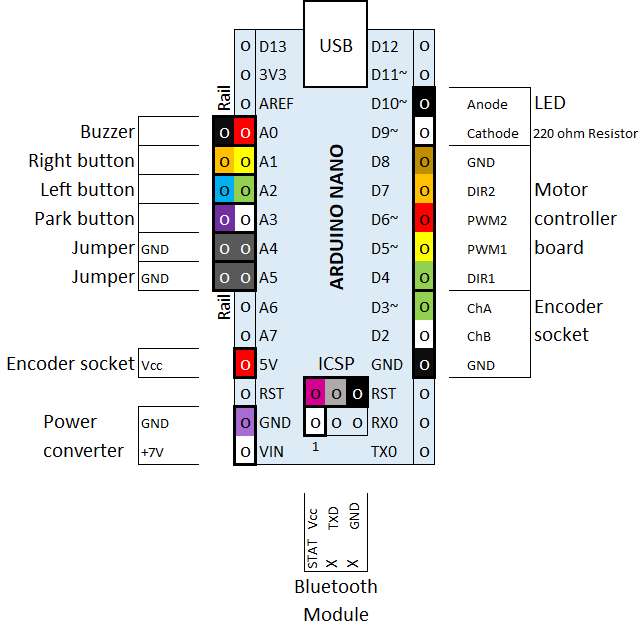 USB
D13 D12
3V3 D11~
Rail AREF D10~ Anode LED
Buzzer A0 D9~ Cathode 220 ohm Resistor
Right button A1 D8 GND
Left button A2 D7 DIR2 Motor
Park button A3 D6~ PWM2 controller
Jumper GND A4 D5~ PWM1 board
Jumper GND A5 D4 DIR1
ARDUINO NANO
Rail A6 D3~ ChA Encoder
A7 D2 ChB socket
Encoder socket Vcc 5V ICSP GND GND
RST RST
Power GND GND RX0
converter +7V VIN 1 TX0
STAT Vcc
X TXD
X GND
Bluetooth
Module